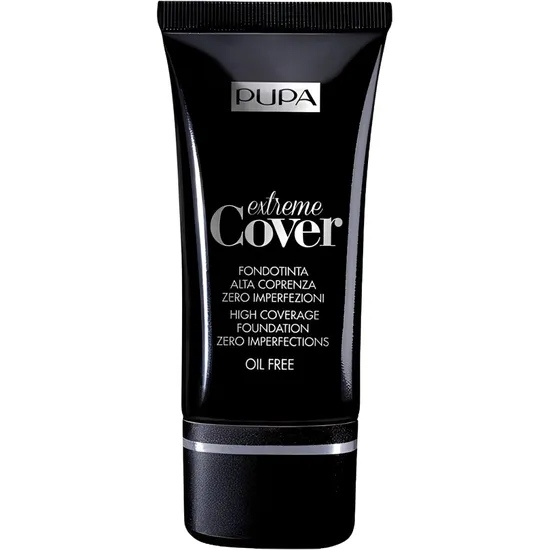 PUPA
extreme
Cover
FONDOTINTA
ALTA COPRENZA
ZERO IMPERFEZIONI
HIGH COVERAGE
FOUNDATION
ZERO IMPERFECTIONS
OIL FREE